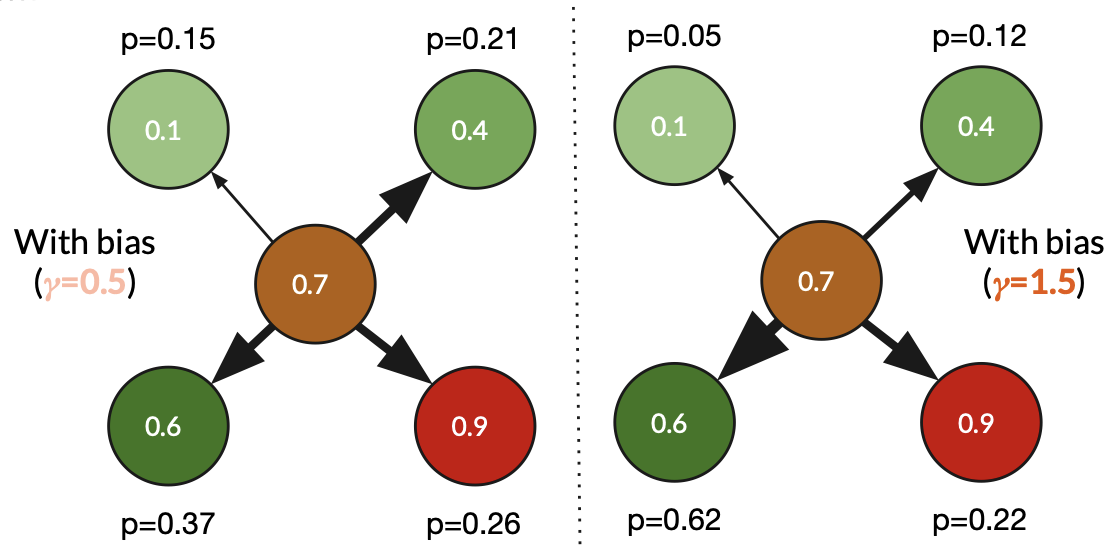 p=0.15
p=0.21
0.1
0.4
With bias
(γ=0.5)
0.7
0.6
0.9
p=0.37
p=0.26
p=0.05
p=0.12
0.1
0.4
0.7
With bias
(γ=1.5)
0.6
0.9
p=0.62
p=0.22